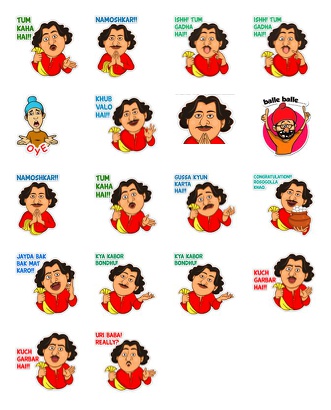 TUM
KAHA
HAI!!
NAMOSHKAR!!
ISHH! TUM
GADHA
HAI!!
ISHH! TUM
GADHA
HAI!!
OYE
KHUB
VALO
HAI!!
balle balle
NAMOSHKAR!!
TUM
KAHA
HAI!!
GUSSA KYUN
KARTA
HAI!!
CONGRATULATION!!
ROSOGOLLA
KHAO
JAYDA BAK
BAK MAT
KARO!!
KYA KABOR
BONDHU!
KYA KABOR
BONDHU!
KUCH
GARBAR
HAI!!
KUCH
GARBAR
HAI!!
URI BABA!
REALLY?